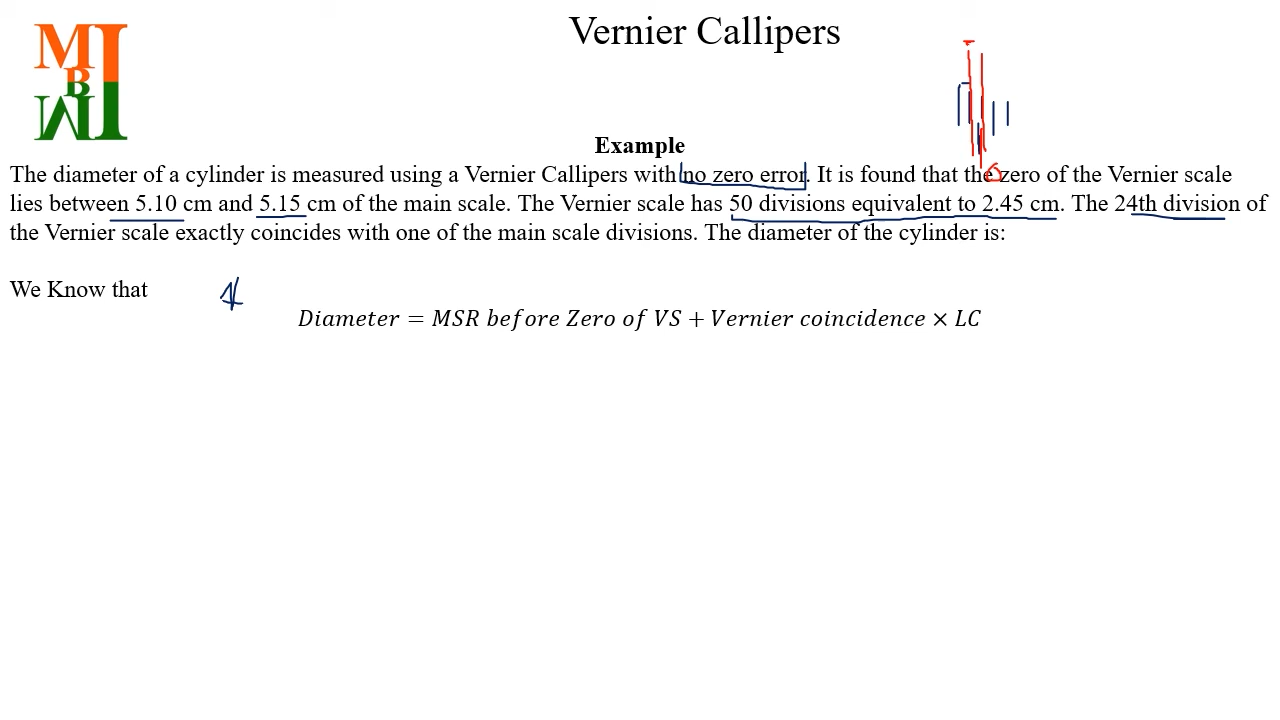 MI
B
MI
Vernier Callipers
Example
The diameter of a cylinder is measured using a Vernier Callipers with no zero error. It is found that the zero of the Vernier scale
lies between 5.10 cm and 5.15 cm of the main scale. The Vernier scale has 50 divisions equivalent to 2.45 cm. The 24th division of
the Vernier scale exactly coincides with one of the main scale divisions. The diameter of the cylinder is:
We Know that
Diameter = MSR before Zero of VS + Vernier coincidence × LC